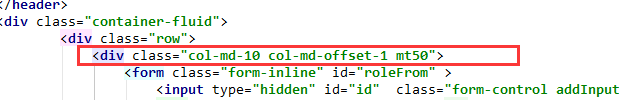 </header>
<div class="container-fluid">
<div class="row">
<div class="col-md-10 col-md-offset-1 mt50">
<form class="form-inline" id="roleFrom" >
<input type="hidden" id="id" class="form-control addInput